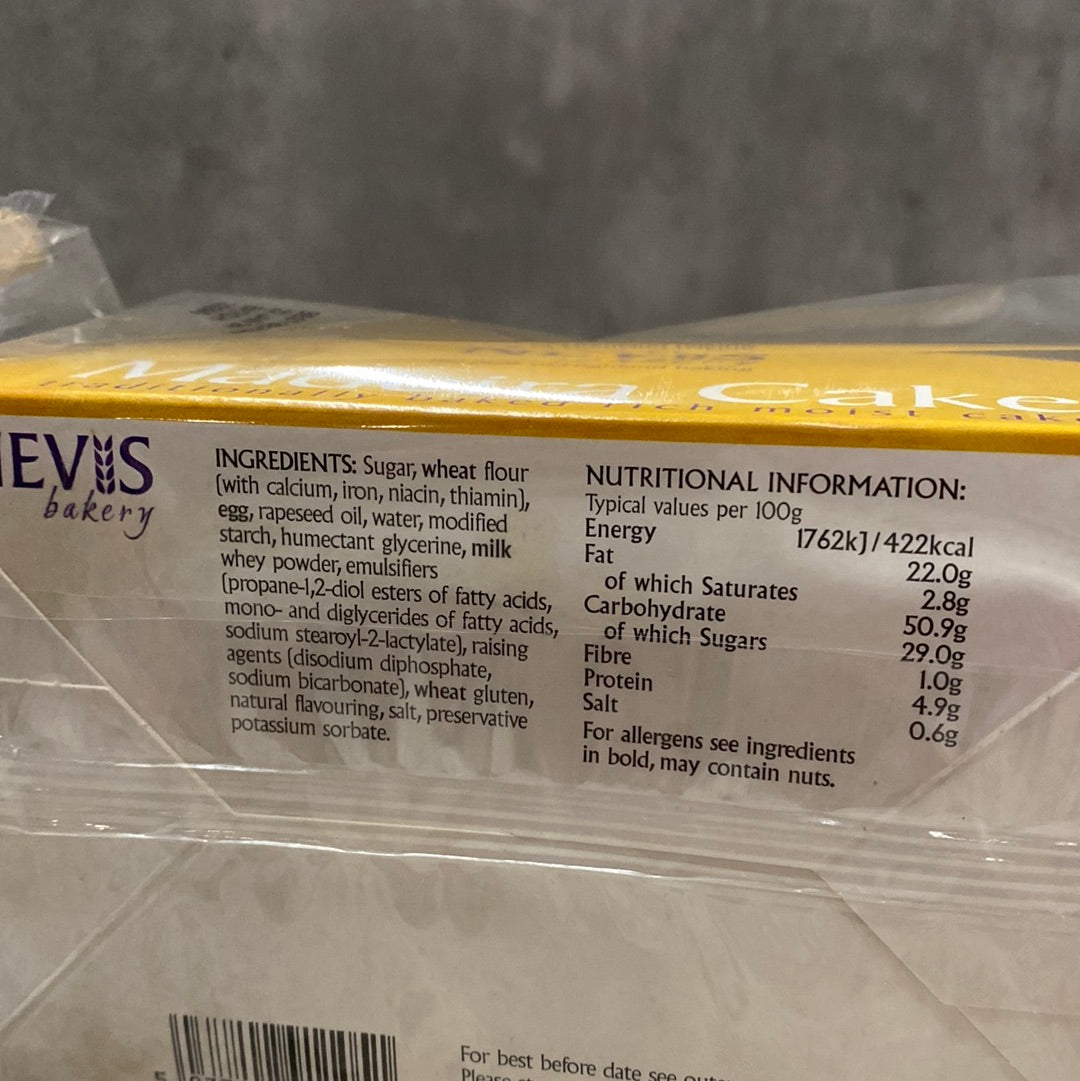 Cake
moist cak
EVIS
bakery
INGREDIENTS: Sugar, wheat flour
(with calcium, iron, niacin, thiamin),
egg, rapeseed oil, water, modified
starch, humectant glycerine, milk
whey powder, emulsifiers
(propane-1,2-diol esters of fatty acids,
mono- and diglycerides of fatty acids,
sodium stearoyl-2-lactylate), raising
agents (disodium diphosphate,
sodium bicarbonate), wheat gluten,
natural flavouring, salt, preservative
potassium sorbate.
NUTRITIONAL INFORMATION:
Typical values per 100g
Energy 1762kJ/422kcal
Fat 22.0g
of which Saturates 2.8g
Carbohydrate 50.9g
of which Sugars 29.0g
Fibre 1.0g
Protein 4.9g
Salt 0.6g
For allergens see ingredients
in bold, may contain nuts.
For best before date see